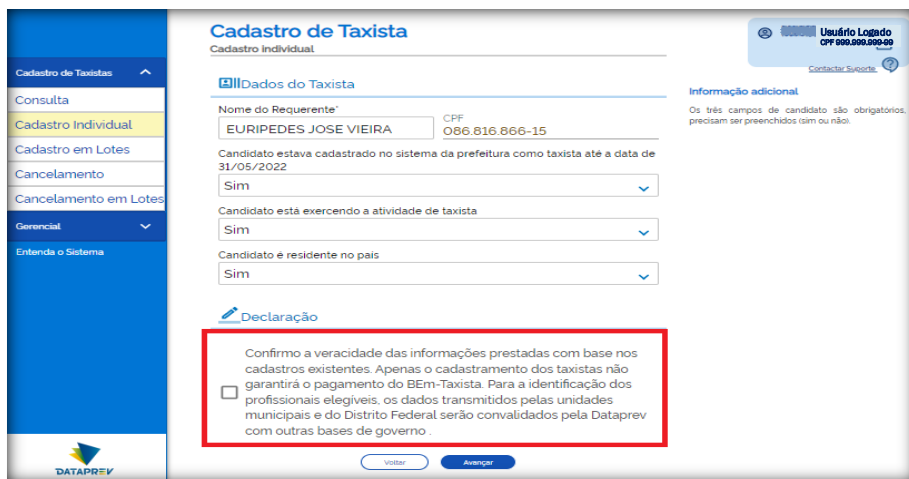 Cadastro de Taxista
Cadastro individual
Usuário Logado
CPF 999.999.999-99
Contactar Suporte
Cadastro de Taxistas
Consulta
Cadastro Individual
Cadastro em Lotes
Cancelamento
Cancelamento em Lotes
Gerencial
Entenda o Sistema
DATAPREV
Dados do Taxista
Nome do Requerente*
EURIPEDES JOSE VIEIRA
CPF
086.816.866-15
Candidato estava cadastrado no sistema da prefeitura como taxista até a data de
31/05/2022
Sim
Candidato está exercendo a atividade de taxista
Sim
Candidato é residente no país
Sim
Declaração
Confirmo a veracidade das informações prestadas com base nos
cadastros existentes. Apenas o cadastramento dos taxistas não
garantirá o pagamento do BEm-Taxista. Para a identificação dos
profissionais elegíveis, os dados transmitidos pelas unidades
municipais e do Distrito Federal serão convalidados pela Dataprev
com outras bases de governo .
Voltar
Avançar
Informação adicional
Os três campos de candidato são obrigatórios,
precisam ser preenchidos (sim ou não).